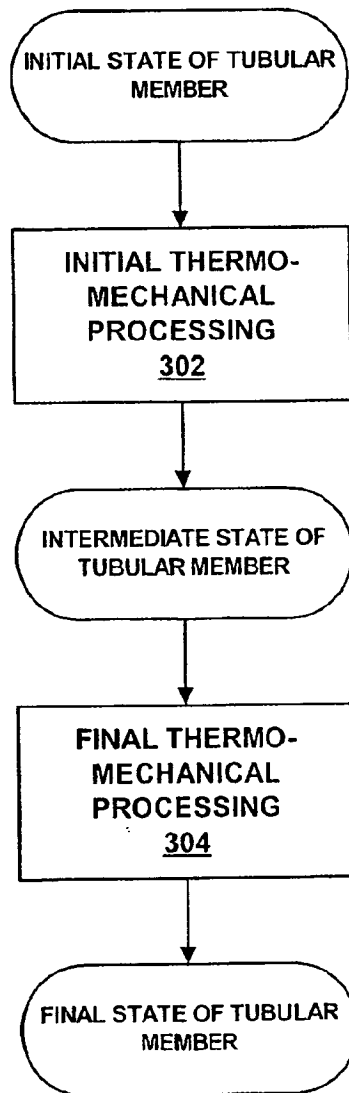 INITIAL STATE OF TUBULAR
MEMBER
INITIAL THERMO-
MECHANICAL
PROCESSING
302
INTERMEDIATE STATE OF
TUBULAR MEMBER
FINAL THERMO-
MECHANICAL
PROCESSING
304
FINAL STATE OF TUBULAR
MEMBER